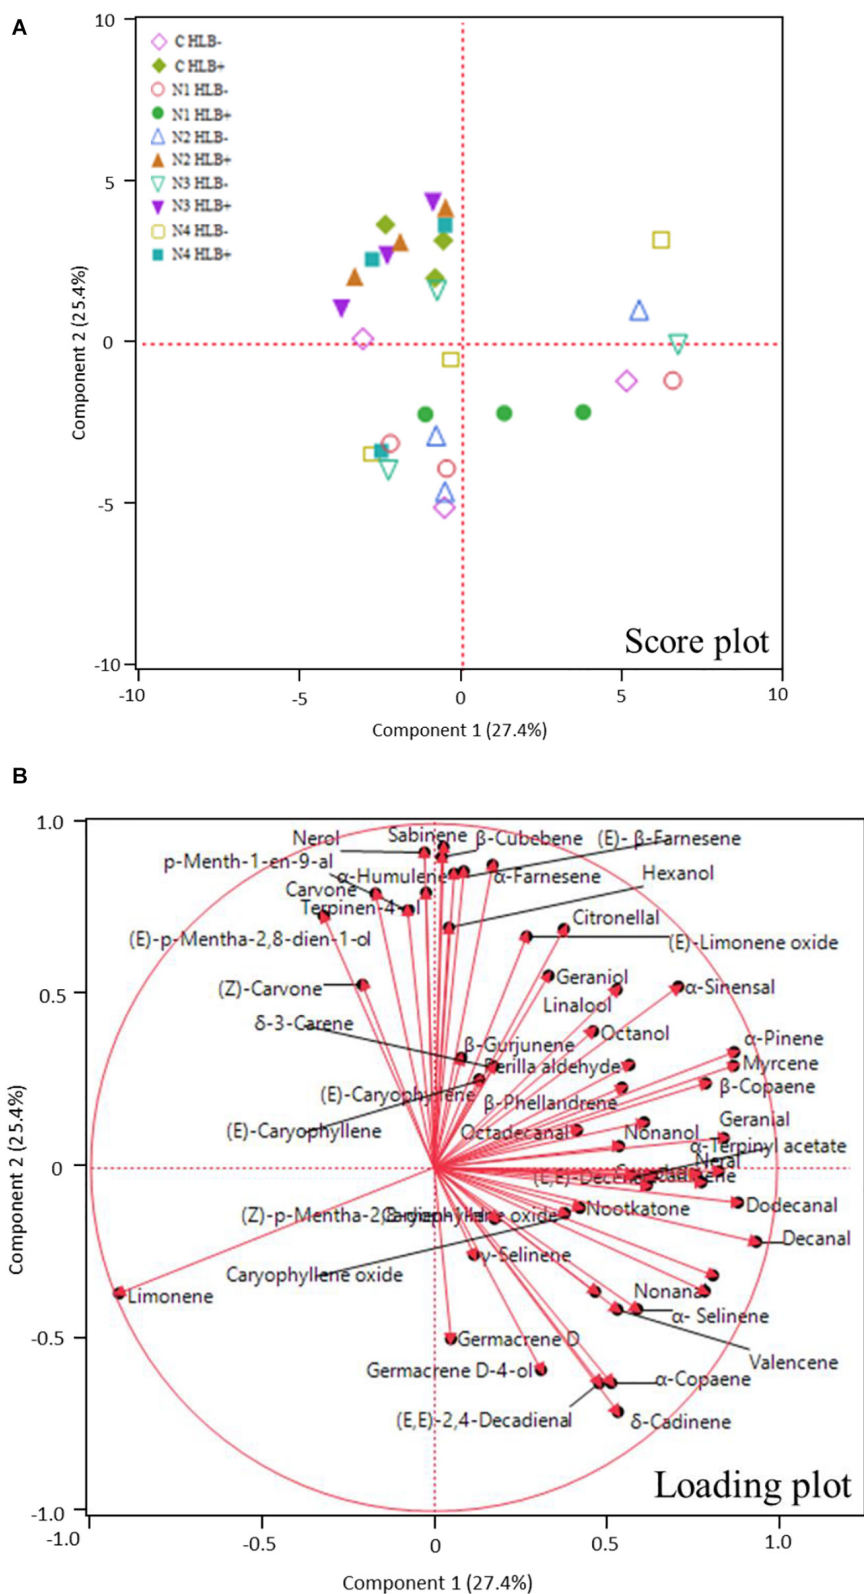 A
10
5
0
-5
-10
-10
-5
0
5
10
C HLB-
C HLB+
N1 HLB-
N1 HLB+
N2 HLB-
N2 HLB+
N3 HLB-
N3 HLB+
N4 HLB-
N4 HLB+
Component 2 (25.4%)
Score plot
Component 1 (27.4%)
B
1.0
0.5
0
-0.5
-1.0
Component 2 (25.4%)
Nerol
Sabinene
β-Cubebene
(E)- β-Farnesene
p-Menth-1-en-9-al
α-Humulene
α-Farnesene
Hexanol
Carvone
Terpinen-4-ol
Citronellal
(E)-p-Mentha-2,8-dien-1-ol
(E)-Limonene oxide
(Z)-Carvone
Geraniol
α-Sinensal
Linalool
δ-3-Carene
Octanol
β-Gurjunene
α-Pinene
Perilla aldehyde
Myrcene
(E)-Caryophyllene
β-Phellandrene
β-Copaene
(E)-Caryophyllene
Octadecanal
Nonanol
Geranial
α-Terpinyl acetate
Neral
Dodecanal
Nootkatone
Decanal
γ-Selinene
Caryophyllene oxide
Limonene
Nonanal
α- Selinene
Germacrene D
Valencene
Germacrene D-4-ol
α-Copaene
(E,E)-2,4-Decadienal
δ-Cadinene
Loading plot
-1.0
-0.5
0
0.5
1.0
Component 1 (27.4%)